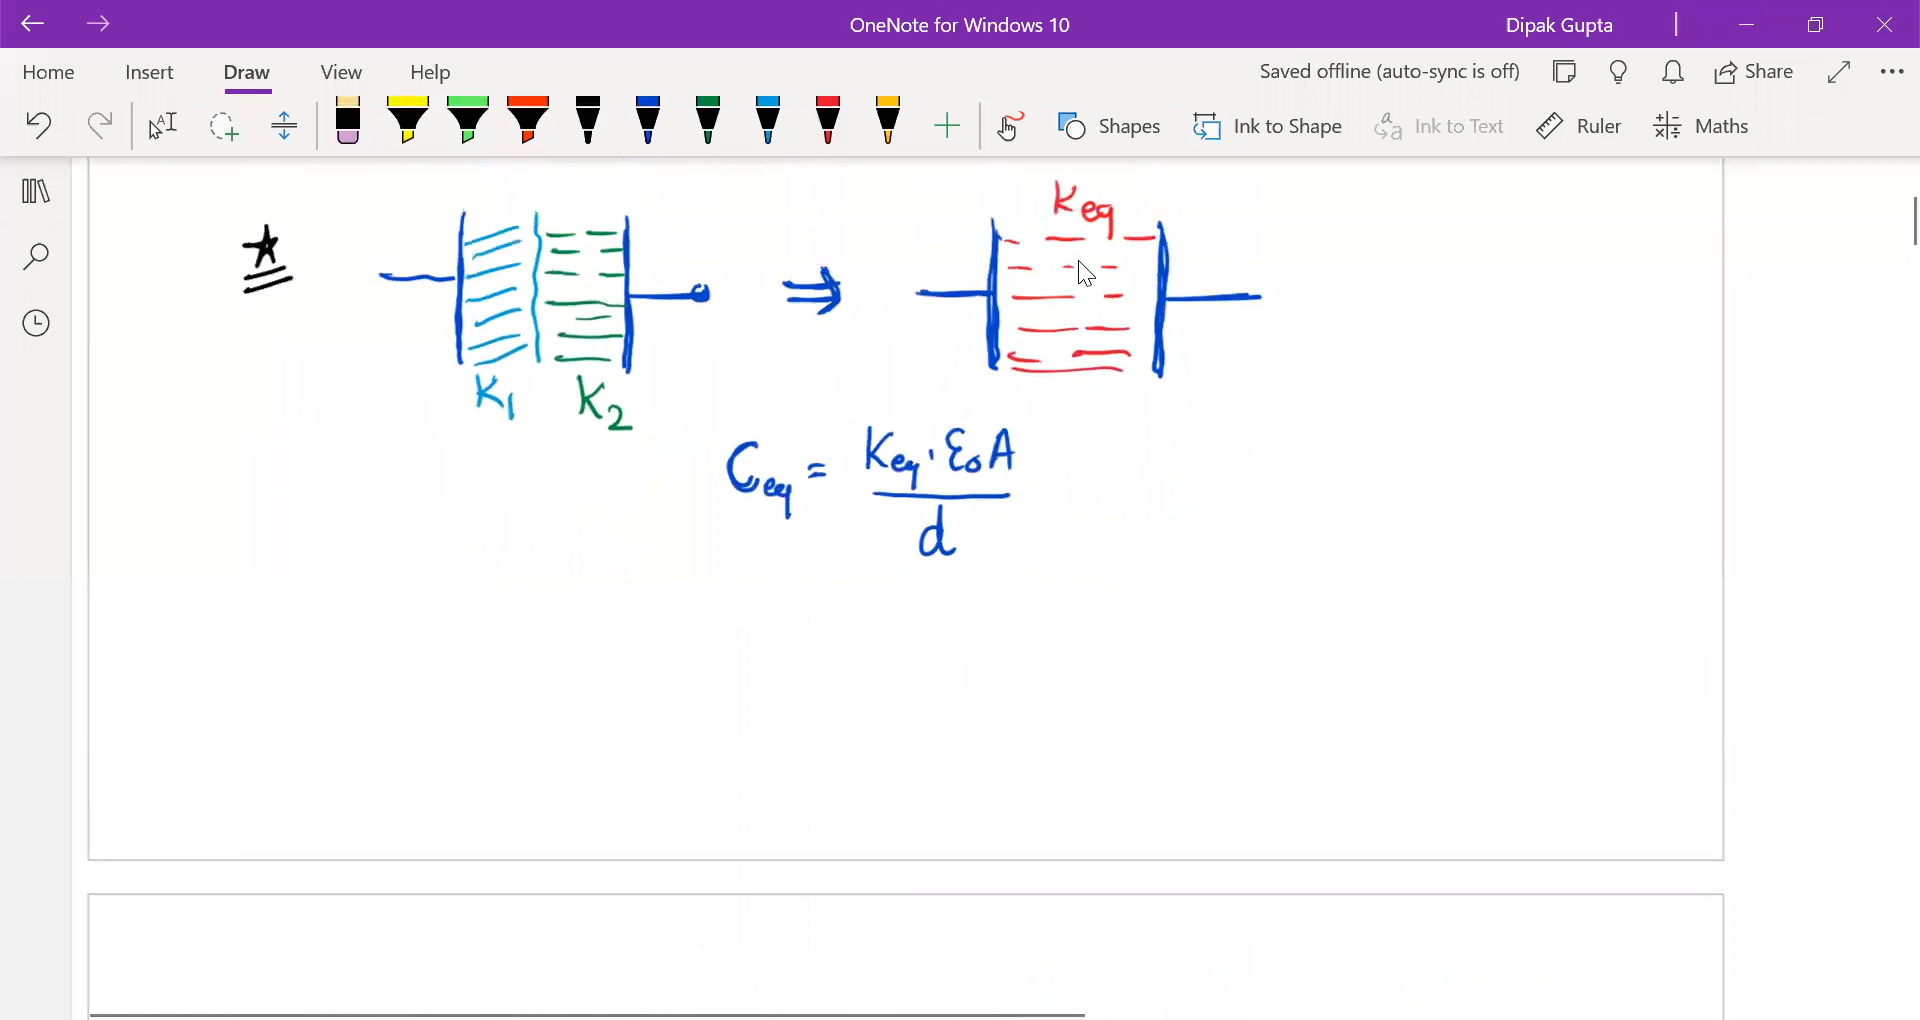 OneNote for Windows 10
Dipak Gupta
Home Insert Draw View Help
Saved offline (auto-sync is off)
Share
Shapes
Ink to Shape
Ink to Text
Ruler
Maths
K₁
K₂
⇒
Keq
Ceq = Keq · ε₀A / d